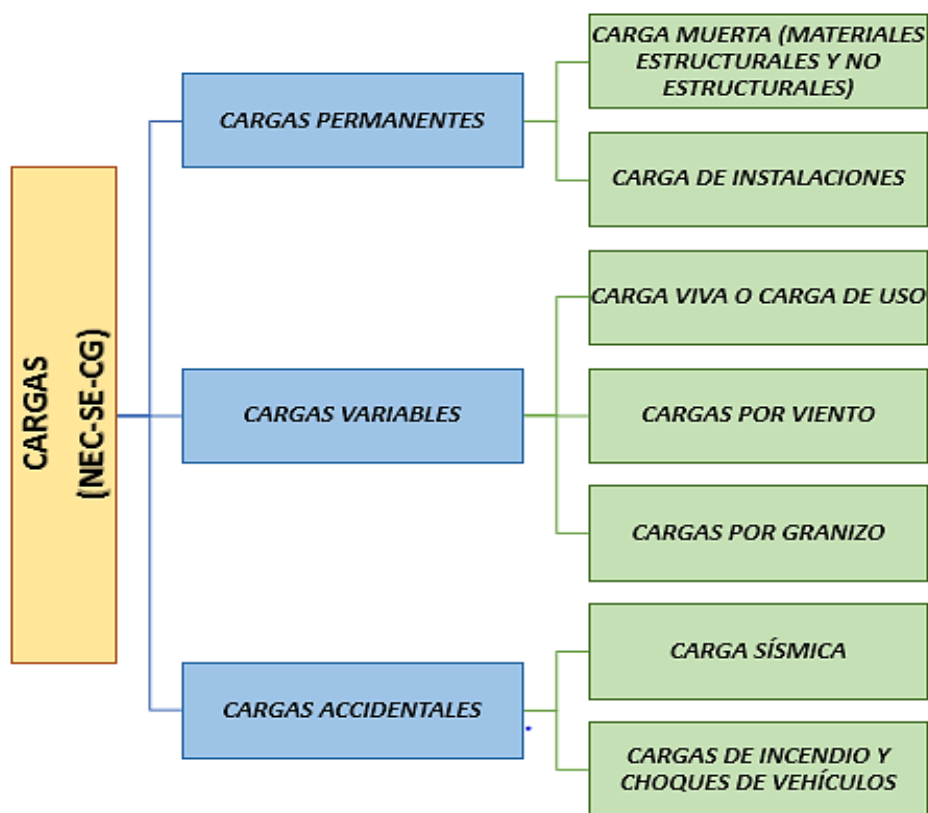 CARGAS
(NEC-SE-CG)
CARGAS PERMANENTES
CARGA MUERTA (MATERIALES
ESTRUCTURALES Y NO
ESTRUCTURALES)
CARGA DE INSTALACIONES
CARGAS VARIABLES
CARGA VIVA O CARGA DE USO
CARGAS POR VIENTO
CARGAS POR GRANIZO
CARGAS ACCIDENTALES
CARGA SÍSMICA
CARGAS DE INCENDIO Y
CHOQUES DE VEHÍCULOS